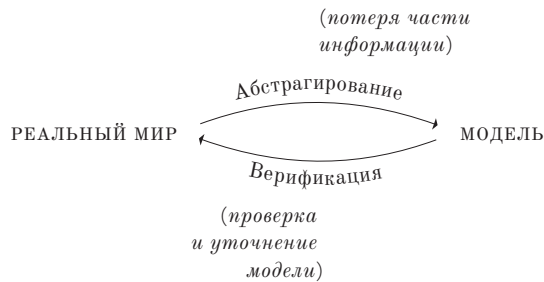 (потеря части
информации)
Абстрагирование
РЕАЛЬНЫЙ МИР
МОДЕЛЬ
Верификация
(проверка
и уточнение
модели)